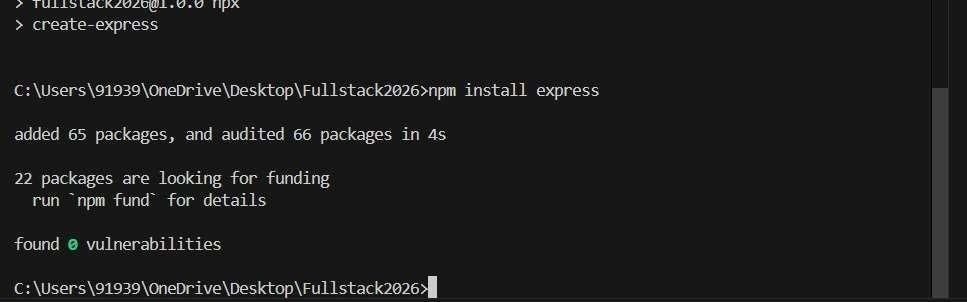 > fullstack2026@1.0.0 npx
> create-express
C:\Users\91939\OneDrive\Desktop\Fullstack2026>npm install express
added 65 packages, and audited 66 packages in 4s
22 packages are looking for funding
  run `npm fund` for details
found 0 vulnerabilities
C:\Users\91939\OneDrive\Desktop\Fullstack2026>